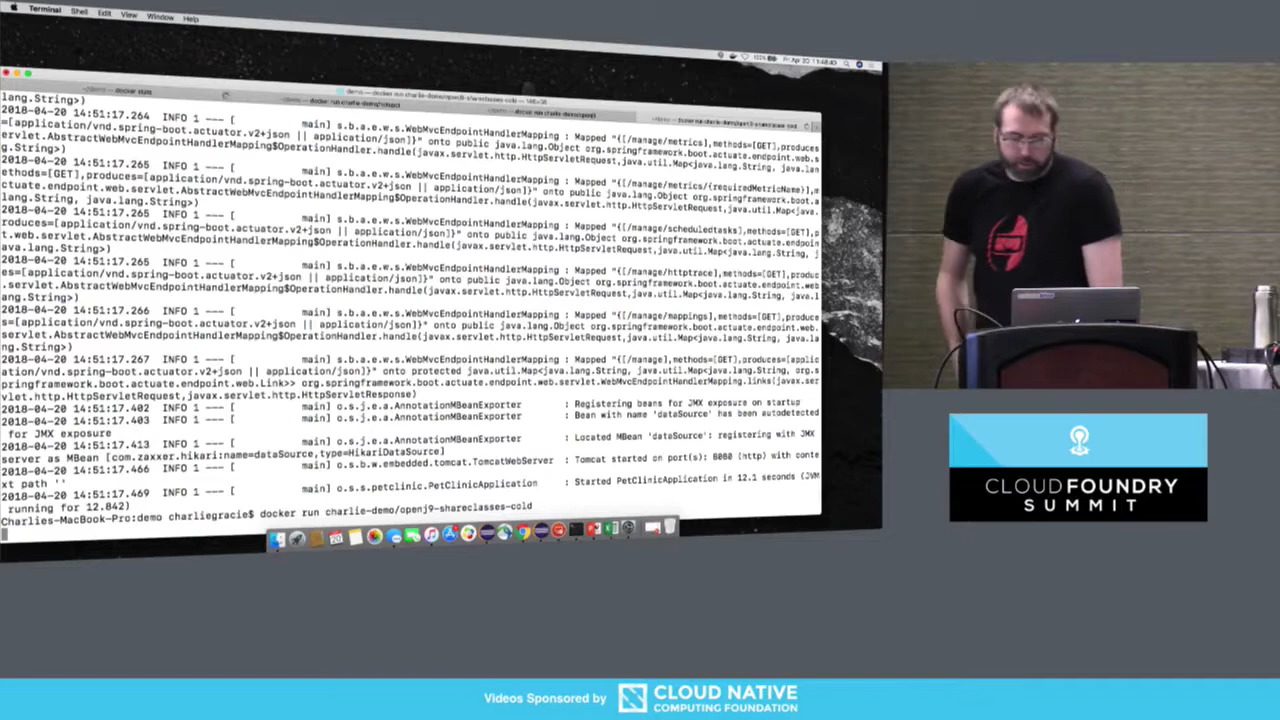 Terminal Shell Edit View Window Help
100% Fri Apr 20 11:48:43
lang.String>)
2018-04-20 14:51:17.264 INFO 1 --- [ main] s.b.a.e.w.s.WebMvcEndpointHandlerMapping : Mapped "{[/manage/metrics],methods=[GET],produces
=[application/vnd.spring-boot.actuator.v2+json || application/json]}" onto public java.lang.Object org.springframework.boot.actuate.endpoint.web.s
ervlet.AbstractWebMvcEndpointHandlerMapping$OperationHandler.handle(javax.servlet.http.HttpServletRequest,java.util.Map<java.lang.String, java.lan
g.String>)
2018-04-20 14:51:17.265 INFO 1 --- [ main] s.b.a.e.w.s.WebMvcEndpointHandlerMapping : Mapped "{[/manage/metrics/{requiredMetricName}],m
ethods=[GET],produces=[application/vnd.spring-boot.actuator.v2+json || application/json]}" onto public java.lang.Object org.springframework.boot.a
ctuate.endpoint.web.servlet.AbstractWebMvcEndpointHandlerMapping$OperationHandler.handle(javax.servlet.http.HttpServletRequest,java.util.Map<java.
lang.String, java.lang.String>)
2018-04-20 14:51:17.265 INFO 1 --- [ main] s.b.a.e.w.s.WebMvcEndpointHandlerMapping : Mapped "{[/manage/scheduledtasks],methods=[GET],p
roduces=[application/vnd.spring-boot.actuator.v2+json || application/json]}" onto public java.lang.Object org.springframework.boot.actuate.endpoin
t.web.servlet.AbstractWebMvcEndpointHandlerMapping$OperationHandler.handle(javax.servlet.http.HttpServletRequest,java.util.Map<java.lang.String, j
ava.lang.String>)
2018-04-20 14:51:17.265 INFO 1 --- [ main] s.b.a.e.w.s.WebMvcEndpointHandlerMapping : Mapped "{[/manage/httptrace],methods=[GET],produc
es=[application/vnd.spring-boot.actuator.v2+json || application/json]}" onto public java.lang.Object org.springframework.boot.actuate.endpoint.web
.servlet.AbstractWebMvcEndpointHandlerMapping$OperationHandler.handle(javax.servlet.http.HttpServletRequest,java.util.Map<java.lang.String, java.l
ang.String>)
2018-04-20 14:51:17.266 INFO 1 --- [ main] s.b.a.e.w.s.WebMvcEndpointHandlerMapping : Mapped "{[/manage/mappings],methods=[GET],produce
s=[application/vnd.spring-boot.actuator.v2+json || application/json]}" onto public java.lang.Object org.springframework.boot.actuate.endpoint.web.
servlet.AbstractWebMvcEndpointHandlerMapping$OperationHandler.handle(javax.servlet.http.HttpServletRequest,java.util.Map<java.lang.String, java.la
ng.String>)
2018-04-20 14:51:17.267 INFO 1 --- [ main] s.b.a.e.w.s.WebMvcEndpointHandlerMapping : Mapped "{[/manage],methods=[GET],produces=[applic
ation/vnd.spring-boot.actuator.v2+json || application/json]}" onto protected java.util.Map<java.lang.String, java.util.Map<java.lang.String, org.s
pringframework.boot.actuate.endpoint.web.Link>> org.springframework.boot.actuate.endpoint.web.servlet.WebMvcEndpointHandlerMapping.links(javax.ser
vlet.http.HttpServletRequest,javax.servlet.http.HttpServletResponse)
2018-04-20 14:51:17.402 INFO 1 --- [ main] o.s.j.e.a.AnnotationMBeanExporter : Registering beans for JMX exposure on startup
2018-04-20 14:51:17.403 INFO 1 --- [ main] o.s.j.e.a.AnnotationMBeanExporter : Bean with name 'dataSource' has been autodetected
for JMX exposure
2018-04-20 14:51:17.413 INFO 1 --- [ main] o.s.j.e.a.AnnotationMBeanExporter : Located MBean 'dataSource': registering with JMX
server as MBean [com.zaxxer.hikari:name=dataSource,type=HikariDataSource]
2018-04-20 14:51:17.466 INFO 1 --- [ main] o.s.b.w.embedded.tomcat.TomcatWebServer : Tomcat started on port(s): 8080 (http) with conte
xt path ''
2018-04-20 14:51:17.469 INFO 1 --- [ main] o.s.s.petclinic.PetClinicApplication : Started PetClinicApplication in 12.1 seconds (JVM
running for 12.842)
Charlies-MacBook-Pro:demo charliegracie$ docker run charlie-demo/openj9-shareclasses-cold
CLOUD FOUNDRY
SUMMIT
Videos Sponsored by CLOUD NATIVE
COMPUTING FOUNDATION